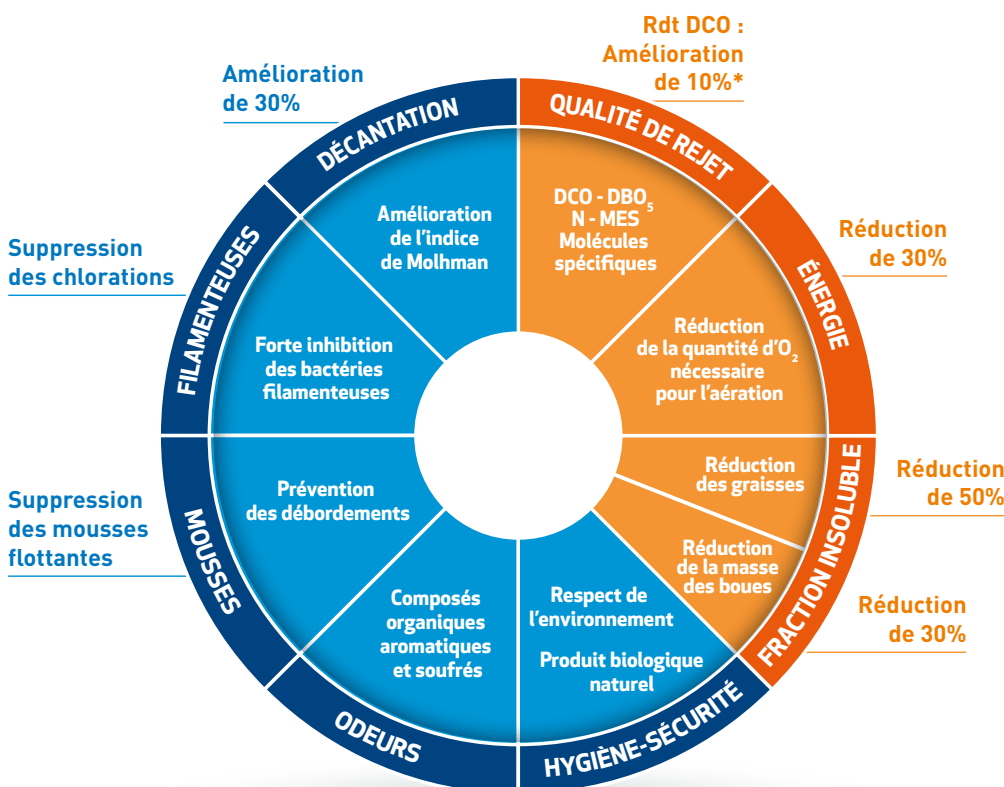 Rdt DCO :
Amélioration
de 10%*
Amélioration
de 30%
DÉCANTATION
QUALITÉ DE REJET
Amélioration
de l'indice
de Molhman
DCO - DBO₅
N - MES
Molécules
spécifiques
Suppression
des chlorations
FILAMENTEUSES
ÉNERGIE
Réduction
de 30%
Forte inhibition
des bactéries
filamenteuses
Réduction
de la quantité d'O₂
nécessaire
pour l'aération
Suppression
des mousses
flottantes
MOUSSES
Prévention
des débordements
Réduction
des graisses
Réduction
de la masse
des boues
FRACTION INSOLUBLE
Réduction
de 50%
Réduction
de 30%
Composés
organiques
aromatiques
et soufrés
Respect de
l'environnement
Produit biologique
naturel
ODEURS
HYGIÈNE-SÉCURITÉ